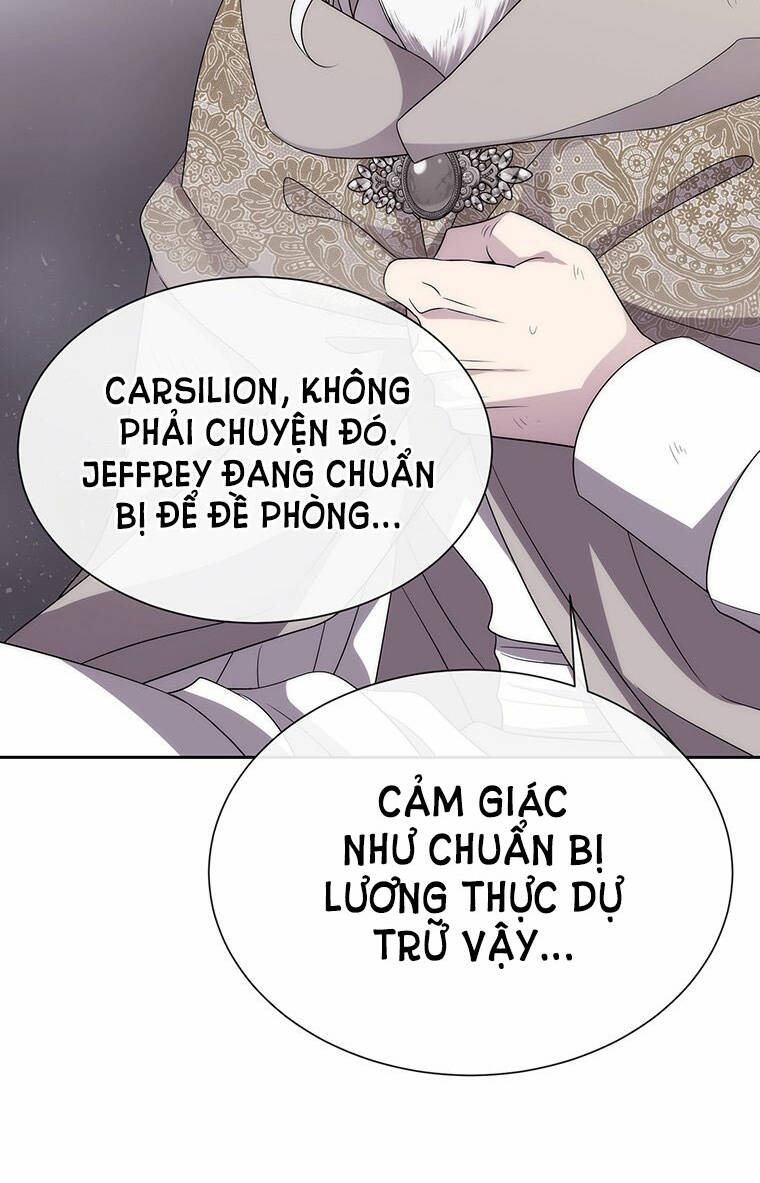 CARSILION, KHÔNG
PHẢI CHUYỆN ĐÓ.
JEFFREY ĐANG CHUẨN
BỊ ĐỂ ĐỀ PHÒNG...
CẢM GIÁC
NHƯ CHUẨN BỊ
LƯƠNG THỰC DỰ
TRỮ VẬY...